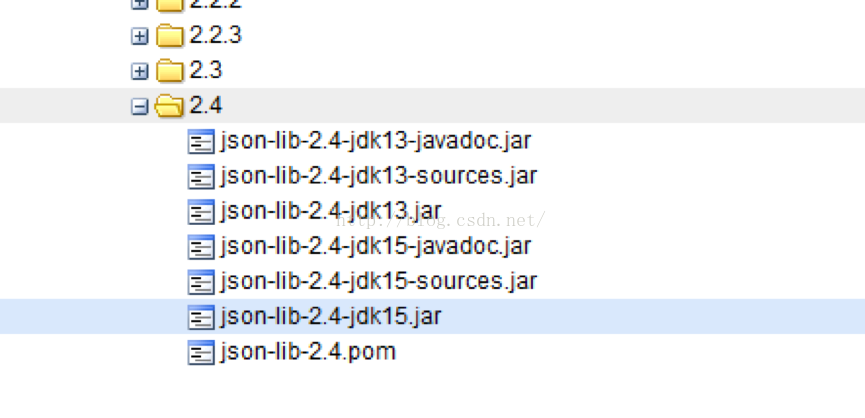 2.2.2
2.2.3
2.3
2.4
json-lib-2.4-jdk13-javadoc.jar
json-lib-2.4-jdk13-sources.jar
json-lib-2.4-jdk13.jar
http://blog.csdn.net/
json-lib-2.4-jdk15-javadoc.jar
json-lib-2.4-jdk15-sources.jar
json-lib-2.4-jdk15.jar
json-lib-2.4.pom